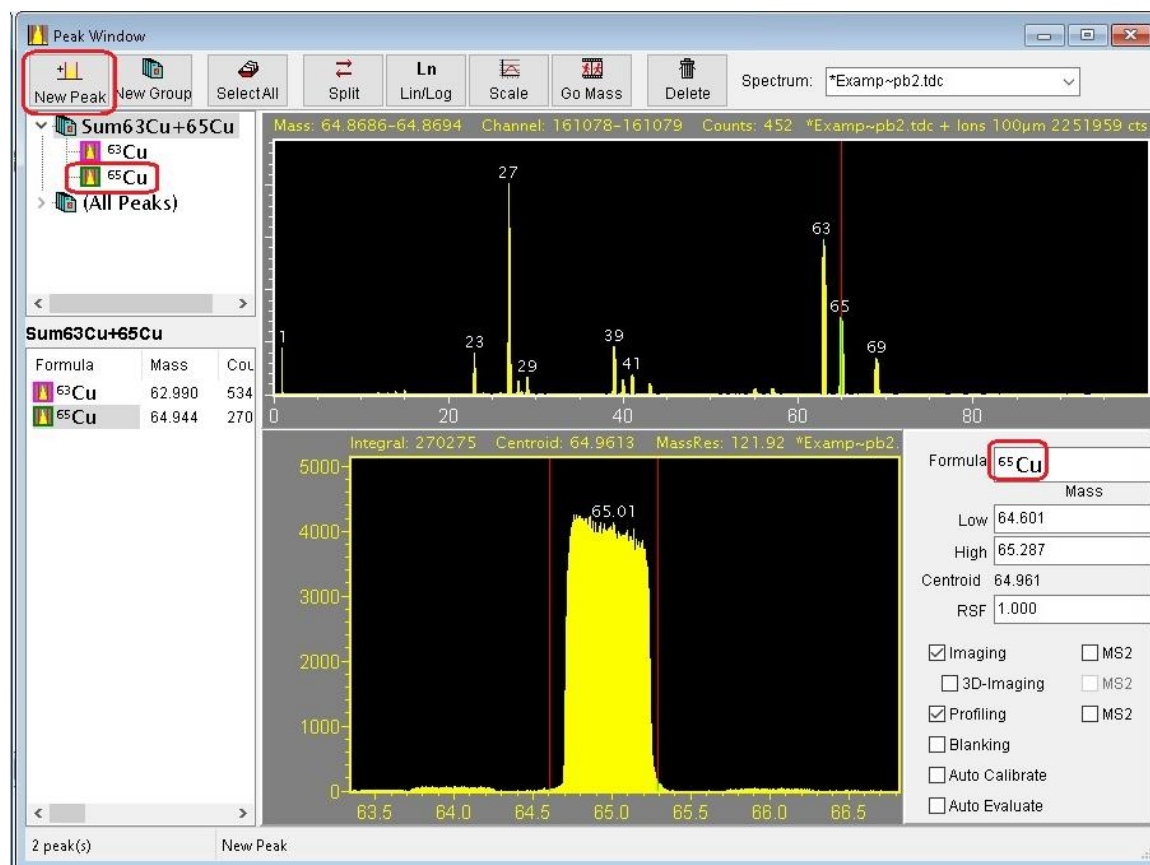 Peak Window
New Peak
New Group
Select All
Split
Ln
Lin/Log
Scale
Go Mass
Delete
Spectrum: *Examp~pb2.tdc
Sum63Cu+65Cu
⁶³Cu
⁶⁵Cu
(All Peaks)
Mass: 64.8686-64.8694 Channel: 161078-161079 Counts: 452 *Examp~pb2.tdc + Ions 100µm 2251959 cts
27
63
65
1
23
39
29
41
69
0 20 40 60 80
Sum63Cu+65Cu
Formula Mass Cou
⁶³Cu 62.990 534
⁶⁵Cu 64.944 270
Integral: 270275 Centroid: 64.9613 MassRes: 121.92 *Examp~pb2.
5000
65.01
4000
3000
2000
1000
0
63.5 64.0 64.5 65.0 65.5 66.0 66.5
Formula ⁶⁵Cu
Mass
Low 64.601
High 65.287
Centroid 64.961
RSF 1.000
Imaging MS2
3D-Imaging MS2
Profiling MS2
Blanking
Auto Calibrate
Auto Evaluate
2 peak(s) New Peak